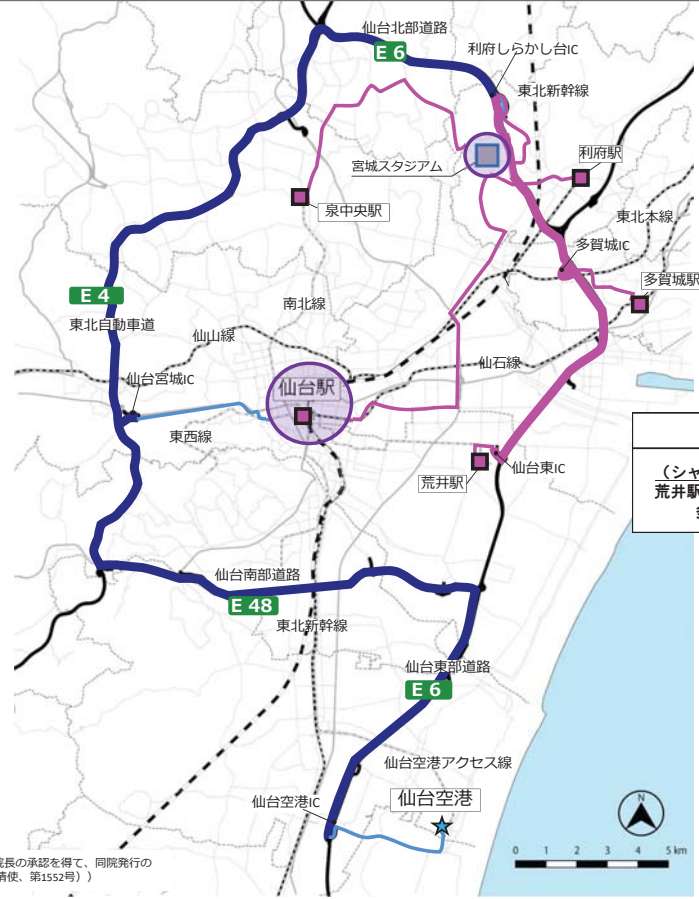 仙台北部道路
E 6
利府しらかし台IC
東北新幹線
宮城スタジアム
利府駅
泉中央駅
東北本線
多賀城IC
多賀城駅
E 4
東北自動車道
南北線
仙山線
仙石線
仙台宮城IC
仙台駅
東西線
仙台東IC
荒井駅
（シャ
荒井駅
仙台南部道路
E 48
東北新幹線
仙台東部道路
E 6
仙台空港アクセス線
仙台空港IC
仙台空港
N
0 1 2 3 4 5 km
院長の承認を得て、同院発行の
情使、第1552号））